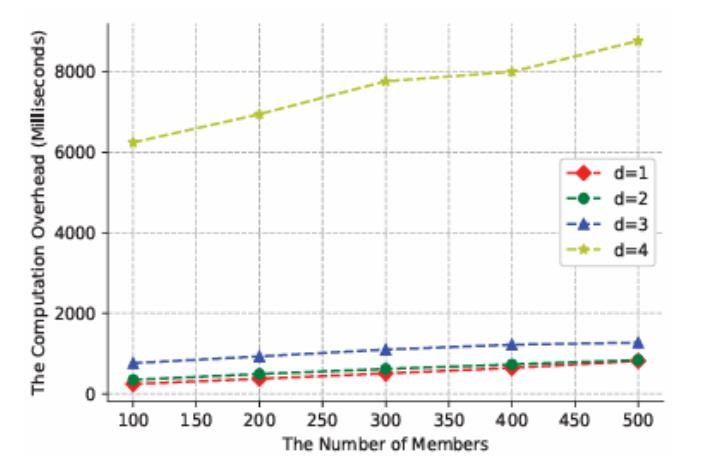 The Computation Overhead (Milliseconds)
8000
6000
4000
2000
0
d=1
d=2
d=3
d=4
100 150 200 250 300 350 400 450 500
The Number of Members